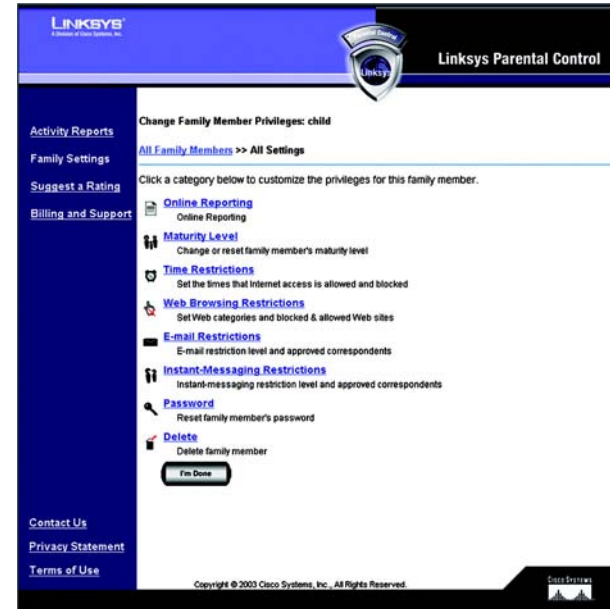 LINKSYS®
A Division of Cisco Systems, Inc.
Parental Control
Linksys
Linksys Parental Control
Activity Reports
Family Settings
Suggest a Rating
Billing and Support
Change Family Member Privileges: child
All Family Members >> All Settings
Click a category below to customize the privileges for this family member.
Online Reporting
Online Reporting
Maturity Level
Change or reset family member's maturity level
Time Restrictions
Set the times that Internet access is allowed and blocked
Web Browsing Restrictions
Set Web categories and blocked & allowed Web sites
E-mail Restrictions
E-mail restriction level and approved correspondents
Instant-Messaging Restrictions
Instant-messaging restriction level and approved correspondents
Password
Reset family member's password
Delete
Delete family member
I'm Done
Contact Us
Privacy Statement
Terms of Use
Copyright © 2003 Cisco Systems, Inc., All Rights Reserved.
CISCO SYSTEMS